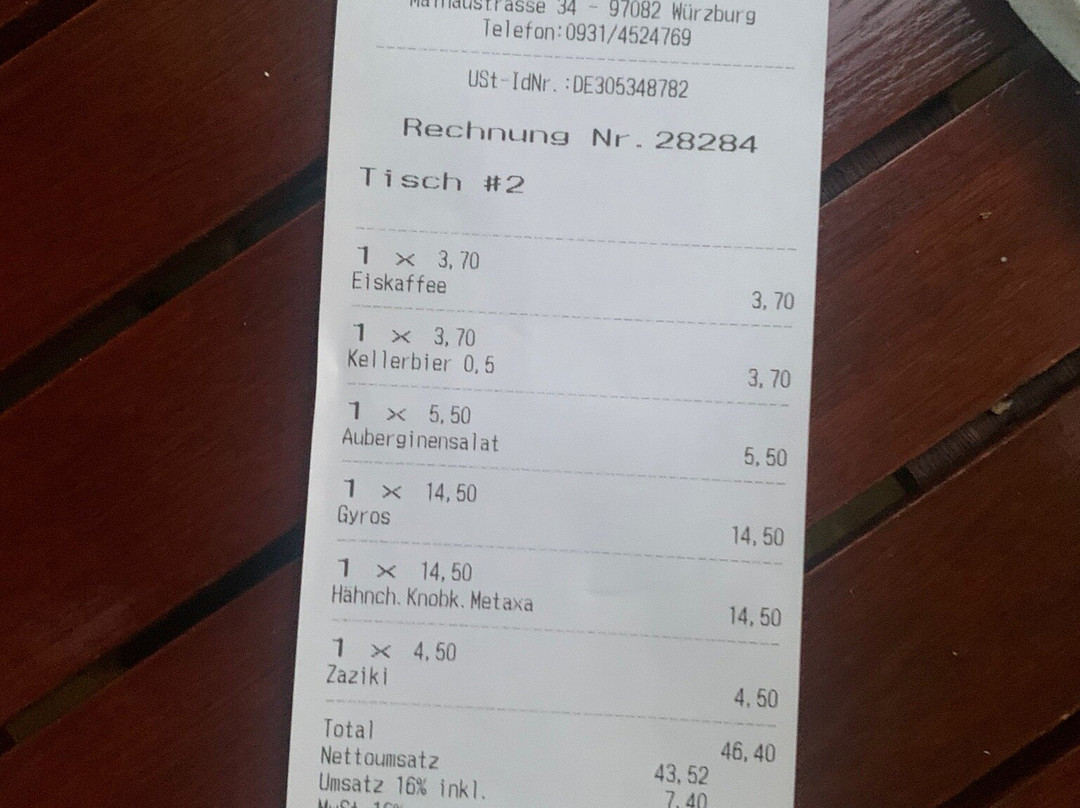 34 - 97082 Würzburg
Telefon:0931/4524769
USt-IdNr.:DE305348782
Rechnung Nr. 28284
Tisch #2
1 x 3,70
Eiskaffee 3,70
1 x 3,70
Kellerbier 0,5 3,70
1 x 5,50
Auberginensalat 5,50
1 x 14,50
Gyros 14,50
1 x 14,50
Hähnch. Knobk. Metaxa 14,50
1 x 4,50
Zaziki 4,50
Total 46,40
Nettoumsatz 43,52
Umsatz 16% inkl. 7,40